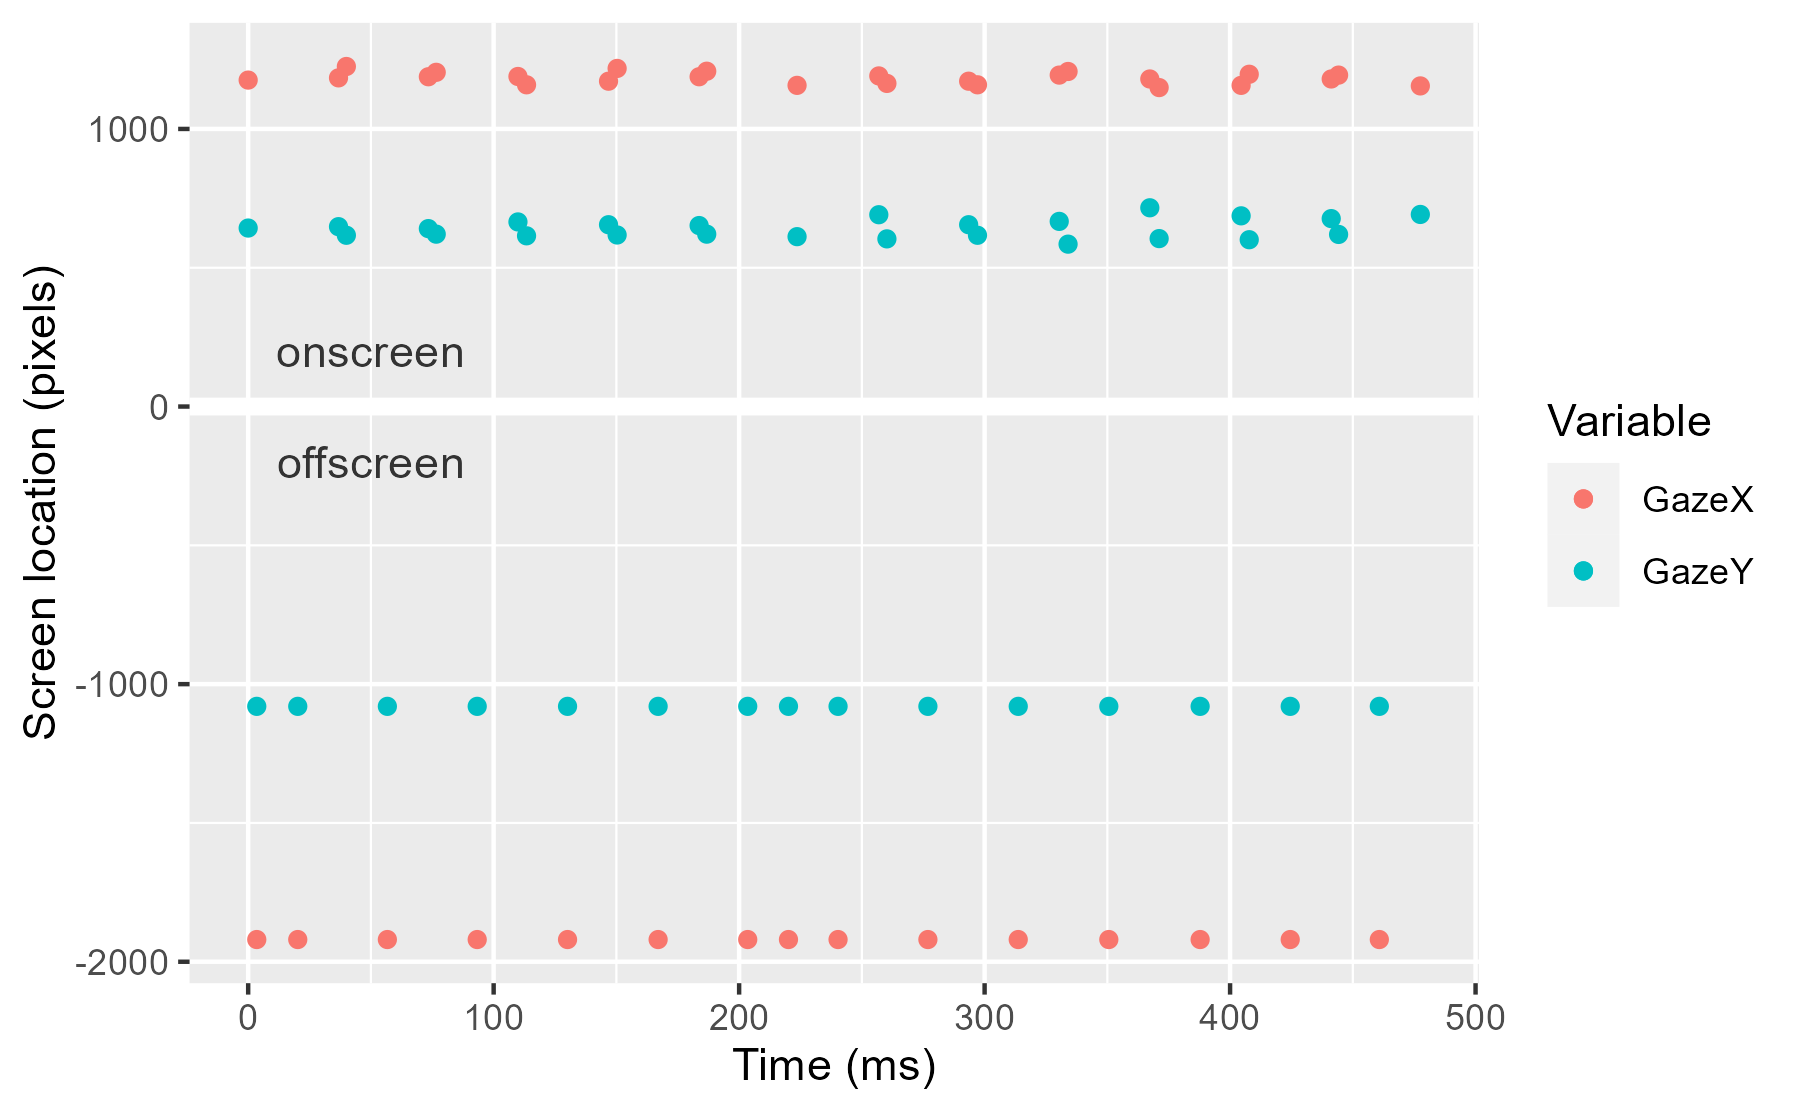 1000
0
-1000
-2000
Screen location (pixels)
onscreen
offscreen
0 100 200 300 400 500
Time (ms)
Variable
GazeX
GazeY